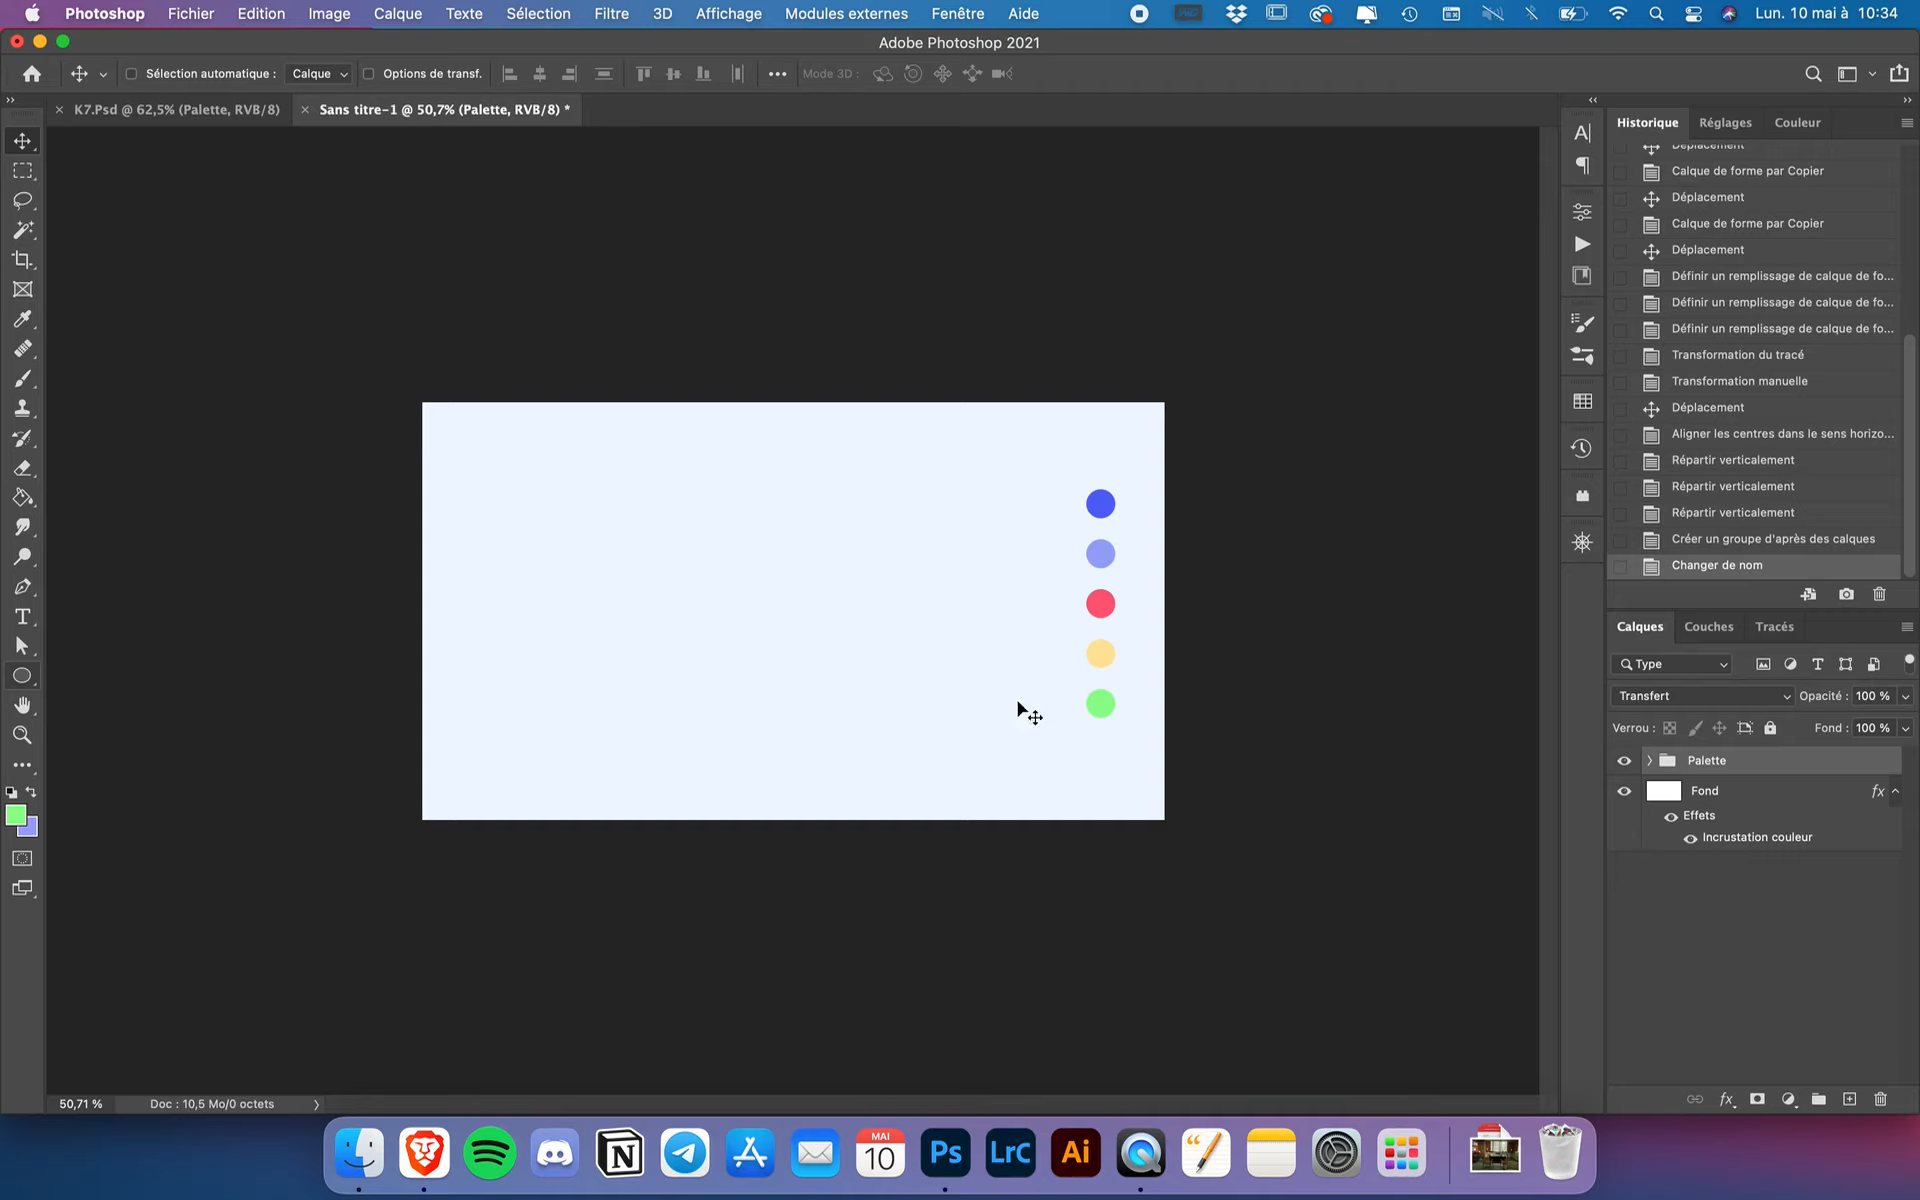 Photoshop Fichier Edition Image Calque Texte Sélection Filtre 3D Affichage Modules externes Fenêtre Aide Lun. 10 mai à 10:34
Adobe Photoshop 2021
Sélection automatique : Calque Options de transf. Mode 3D :
K7.Psd @ 62,5% (Palette, RVB/8) Sans titre-1 @ 50,7% (Palette, RVB/8) *
Historique Réglages Couleur
Déplacement
Calque de forme par Copier
Déplacement
Calque de forme par Copier
Déplacement
Définir un remplissage de calque de fo...
Définir un remplissage de calque de fo...
Définir un remplissage de calque de fo...
Transformation du tracé
Transformation manuelle
Déplacement
Aligner les centres dans le sens horizo...
Répartir verticalement
Répartir verticalement
Répartir verticalement
Créer un groupe d'après des calques
Changer de nom
Calques Couches Tracés
Type
Transfert Opacité : 100 %
Verrou : Fond : 100 %
Palette
Fond fx
Effets
Incrustation couleur
50,71 % Doc : 10,5 Mo/0 octets
fx
MAI
10
Ps
LrC
Ai